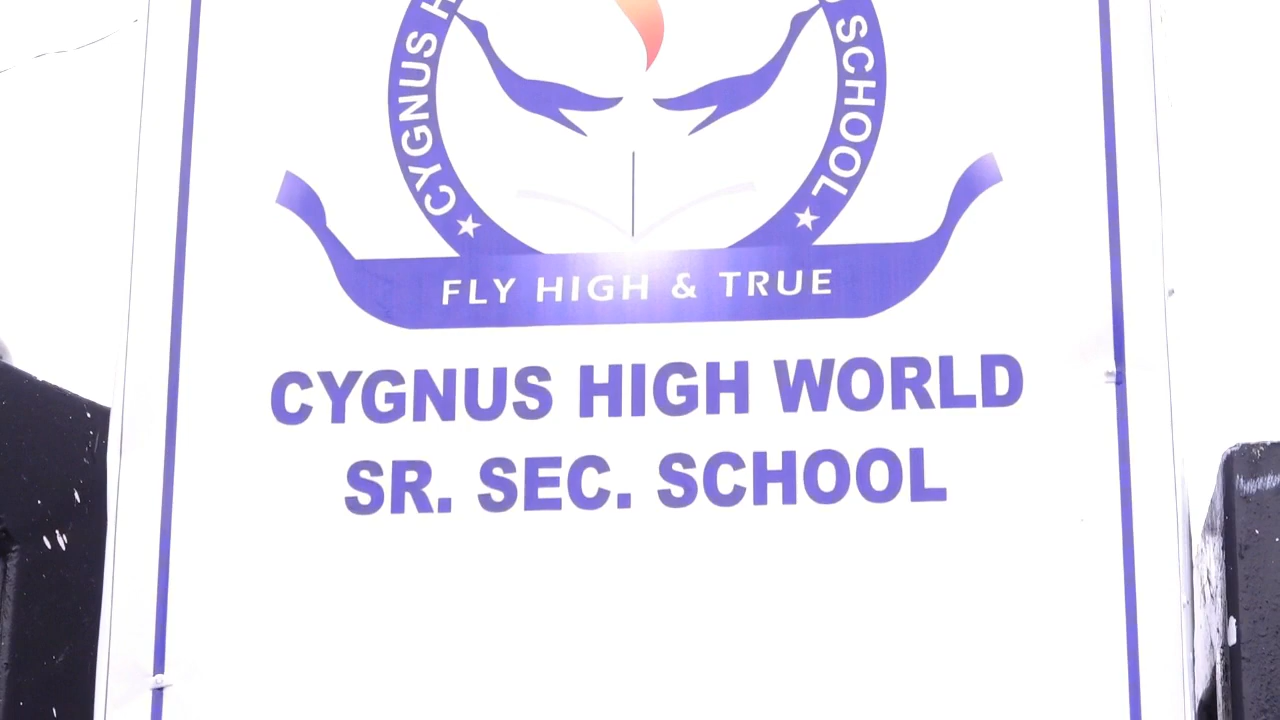 CYGNUS
SCHOOL
FLY HIGH & TRUE
CYGNUS HIGH WORLD
SR. SEC. SCHOOL